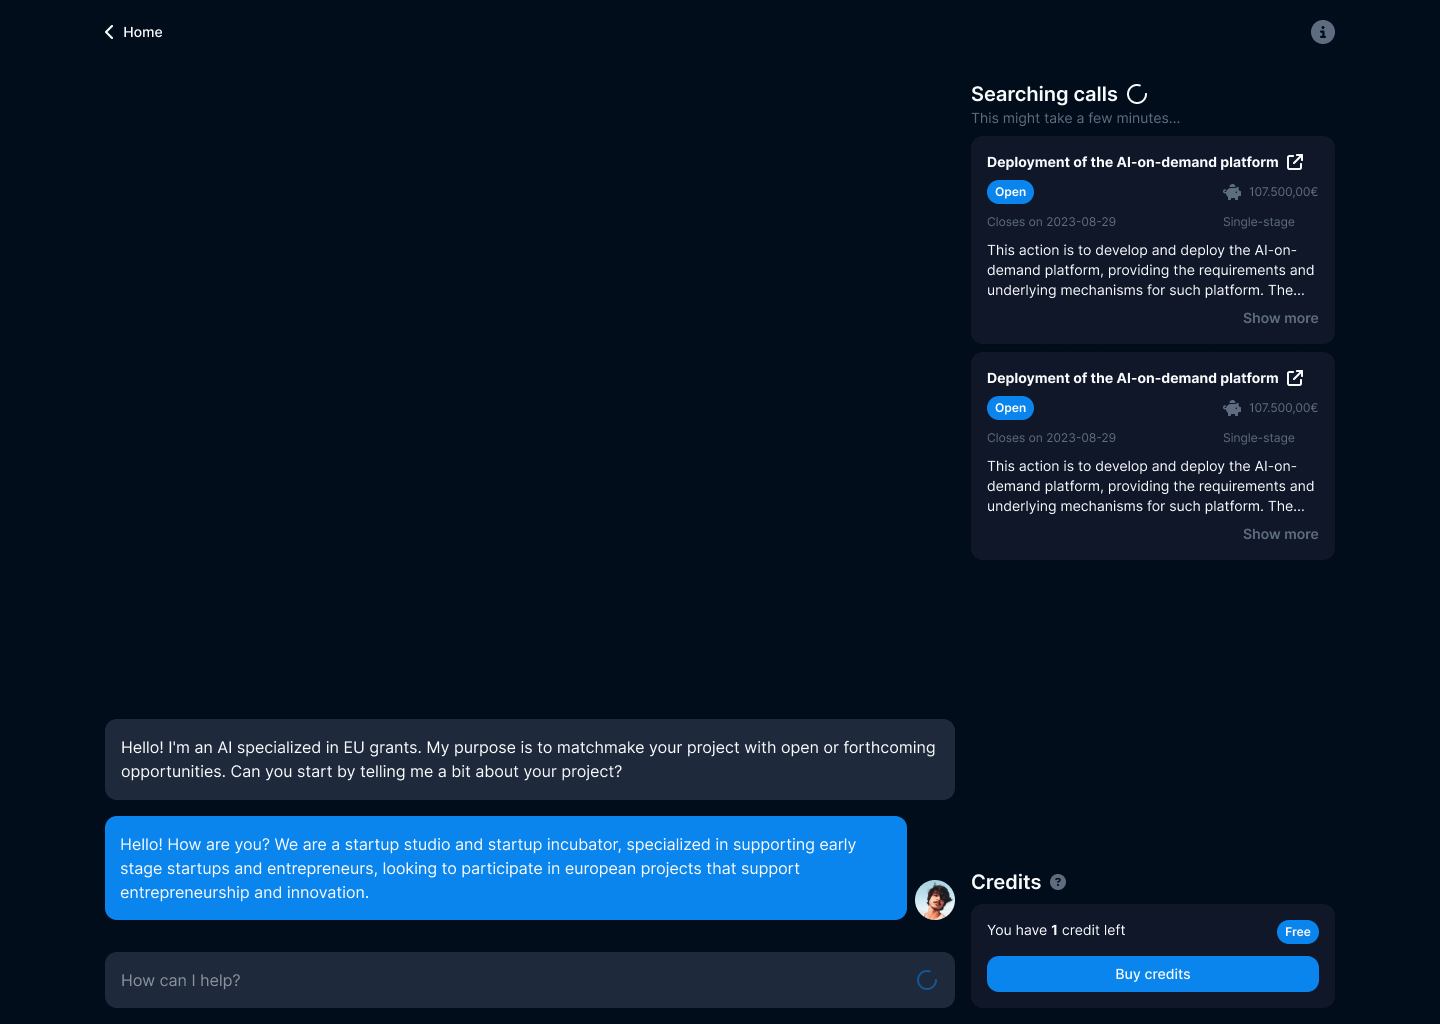 Home
Searching calls
This might take a few minutes...
Deployment of the AI-on-demand platform
Open
107.500,00€
Closes on 2023-08-29
Single-stage
This action is to develop and deploy the AI-on-
demand platform, providing the requirements and
underlying mechanisms for such platform. The...
Show more
Deployment of the AI-on-demand platform
Open
107.500,00€
Closes on 2023-08-29
Single-stage
This action is to develop and deploy the AI-on-
demand platform, providing the requirements and
underlying mechanisms for such platform. The...
Show more
Hello! I'm an AI specialized in EU grants. My purpose is to matchmake your project with open or forthcoming
opportunities. Can you start by telling me a bit about your project?
Hello! How are you? We are a startup studio and startup incubator, specialized in supporting early
stage startups and entrepreneurs, looking to participate in european projects that support
entrepreneurship and innovation.
How can I help?
Credits
You have 1 credit left
Free
Buy credits